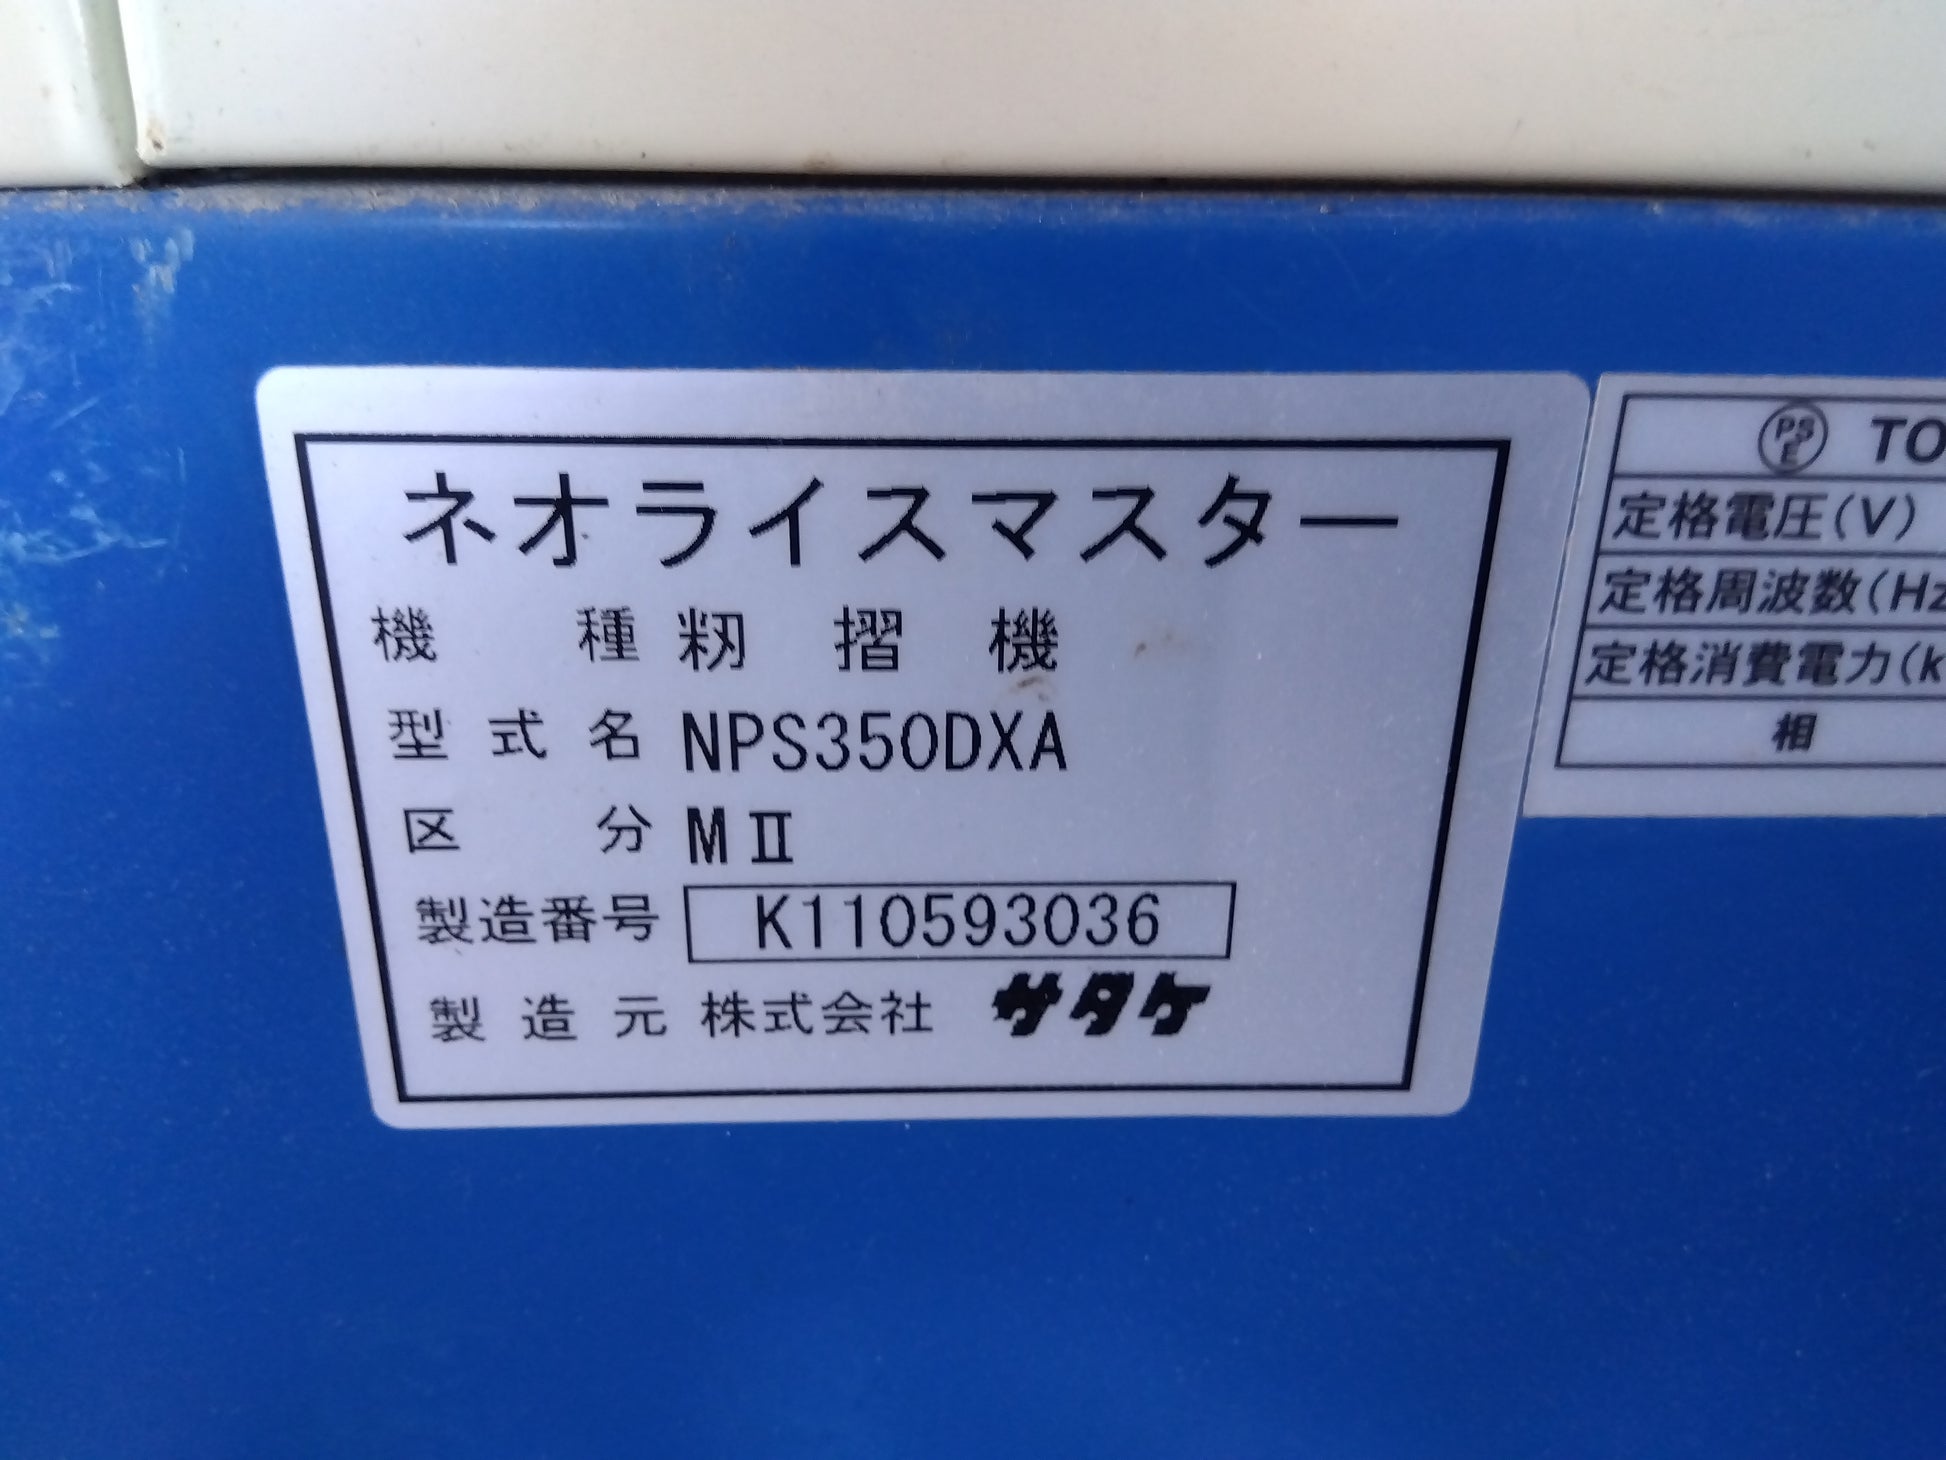 ネオライスマスター
機種 籾摺機
型式名 NPS350DXA
区分 MⅡ
製造番号 K110593036
製造元 株式会社 サタケ
PSE TO
定格電圧(V)
定格周波数(Hz
定格消費電力(k
相